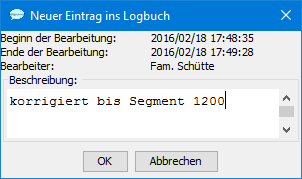 Neuer Eintrag ins Logbuch
Beginn der Bearbeitung: 2016/02/18 17:48:35
Ende der Bearbeitung: 2016/02/18 17:49:28
Bearbeiter: Fam. Schütte
Beschreibung:
korrigiert bis Segment 1200
OK Abbrechen